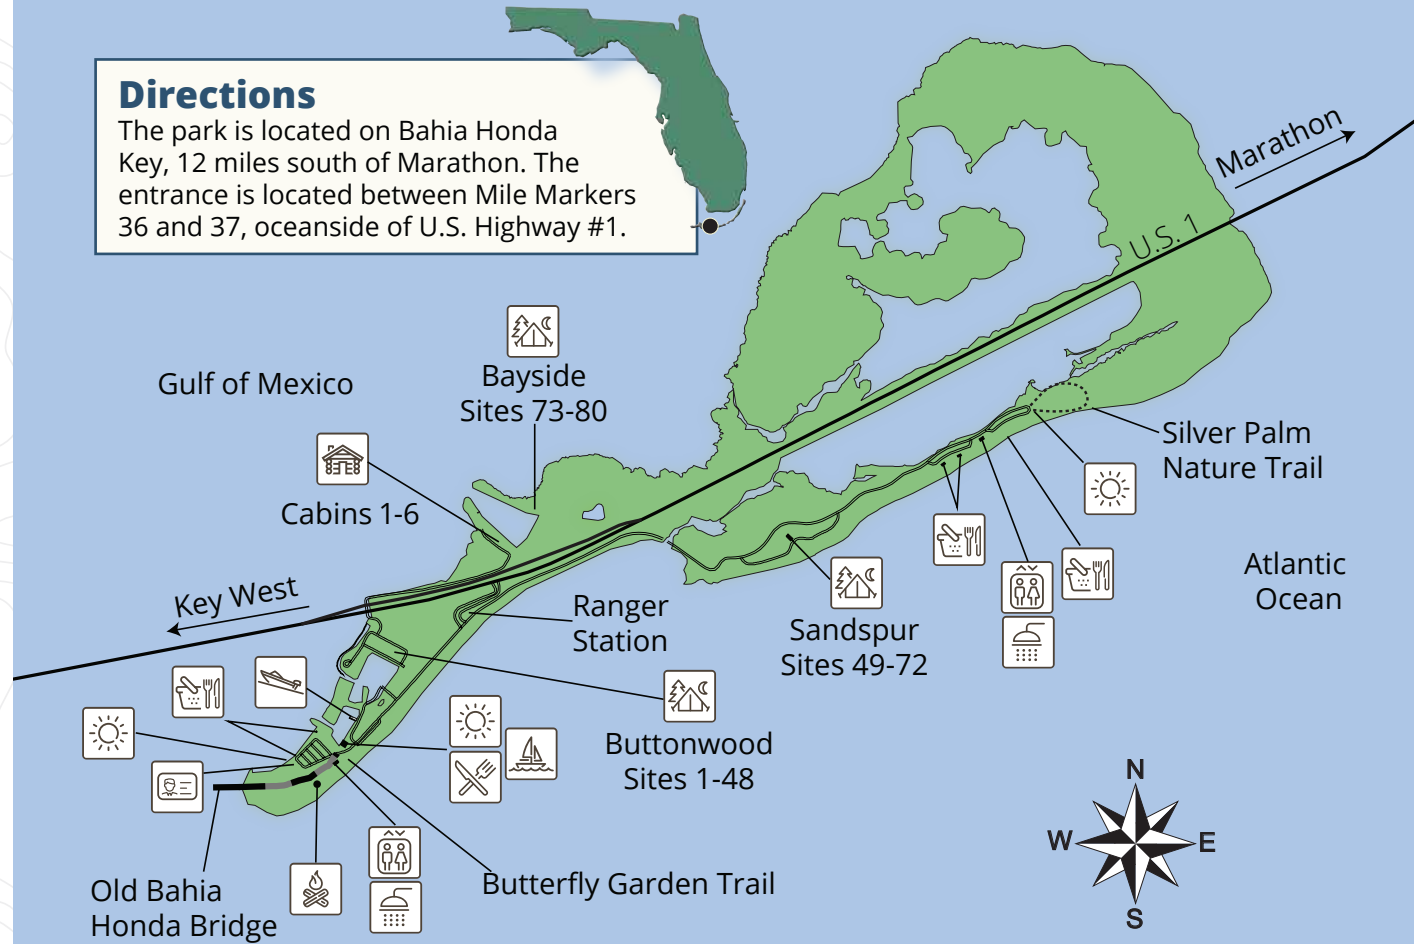 Directions
The park is located on Bahia Honda
Key, 12 miles south of Marathon. The
entrance is located between Mile Markers
36 and 37, oceanside of U.S. Highway #1.
Marathon
U.S. 1
Gulf of Mexico
Bayside
Sites 73-80
Silver Palm
Nature Trail
Cabins 1-6
Atlantic
Ocean
Key West
Ranger
Station
Sandspur
Sites 49-72
Buttonwood
Sites 1-48
N
W
E
S
Butterfly Garden Trail
Old Bahia
Honda Bridge